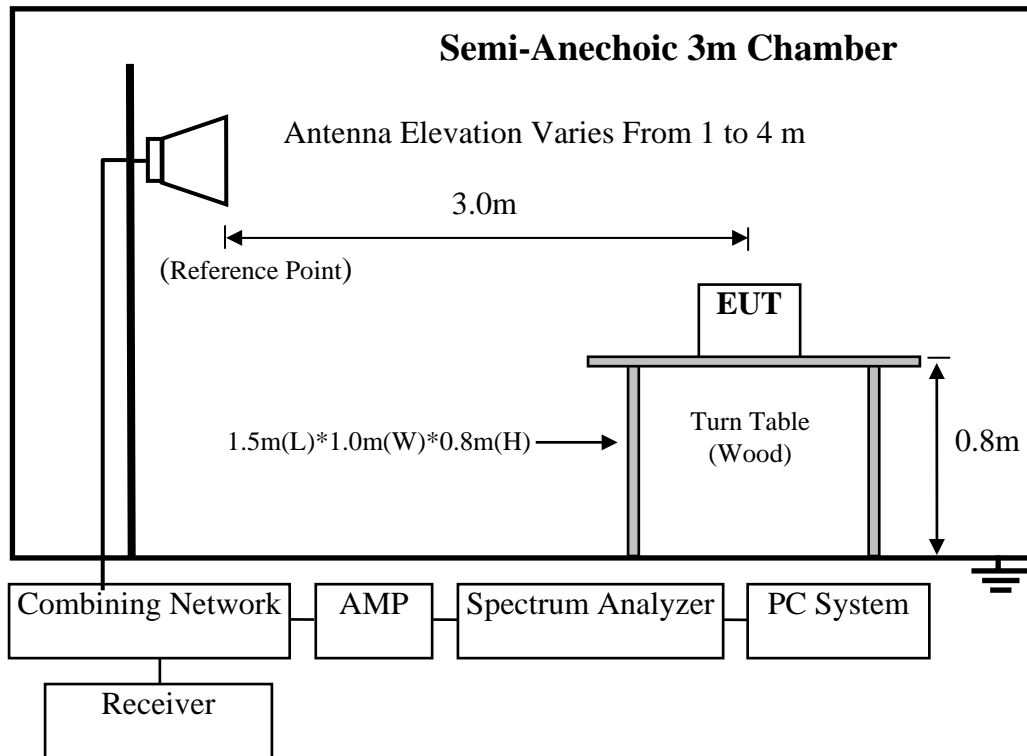 Semi-Anechoic 3m Chamber
Antenna Elevation Varies From 1 to 4 m
3.0m
(Reference Point)
EUT
1.5m(L)*1.0m(W)*0.8m(H)
Turn Table
(Wood)
0.8m
Combining Network
AMP
Spectrum Analyzer
PC System
Receiver